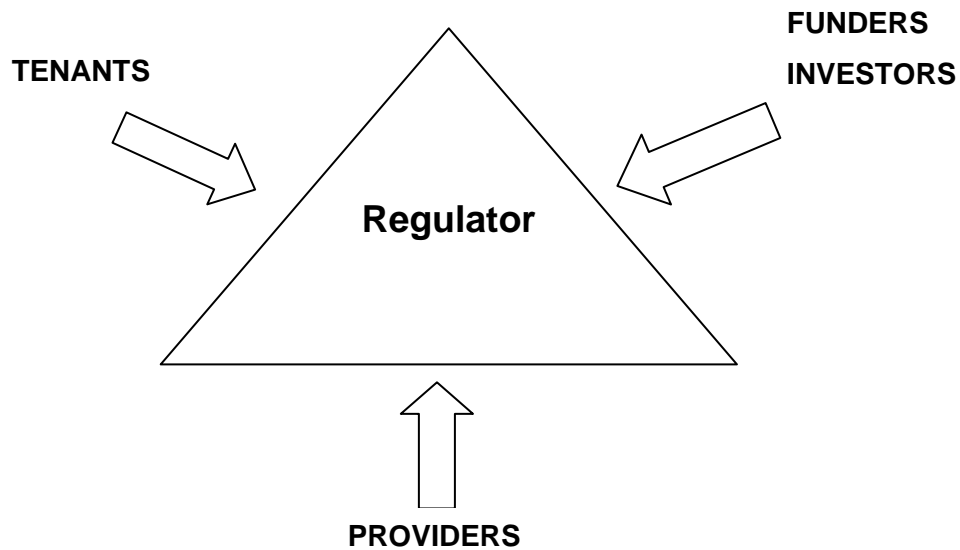 TENANTS
FUNDERS
INVESTORS
Regulator
PROVIDERS